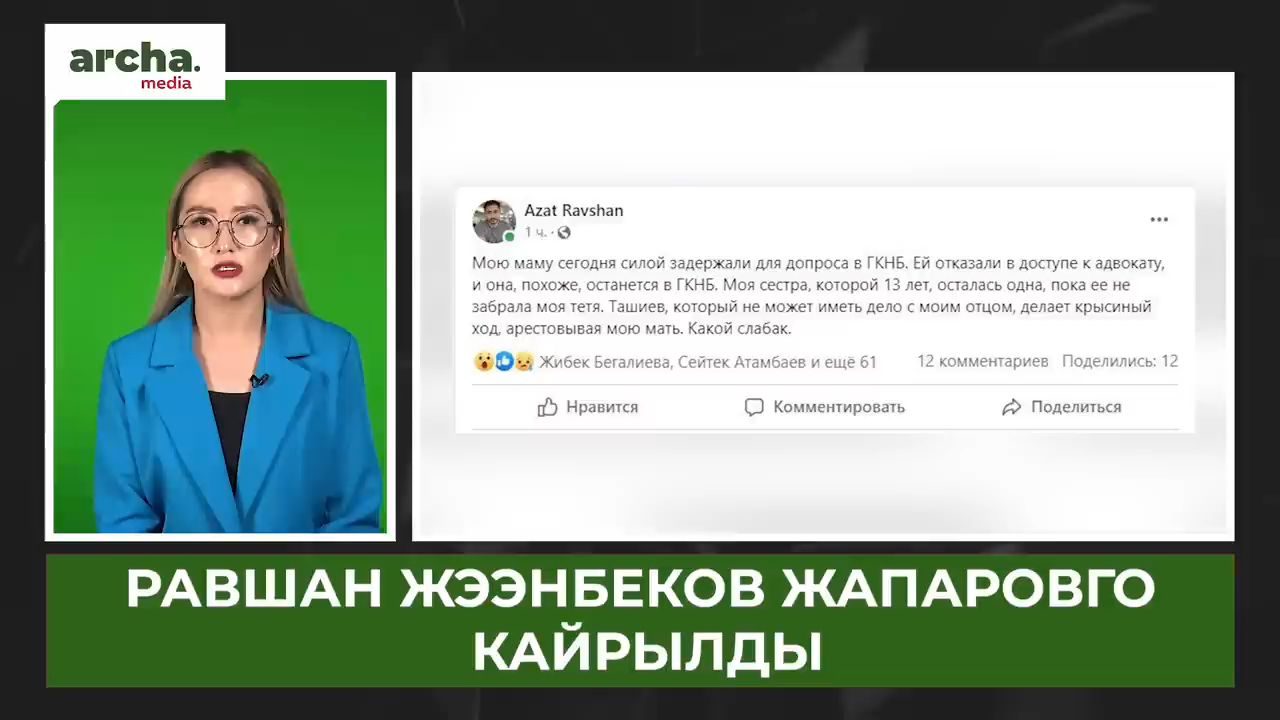 archa.
media
Azat Ravshan
1 ч. ·
Мою маму сегодня силой задержали для допроса в ГКНБ. Ей отказали в доступе к адвокату,
и она, похоже, останется в ГКНБ. Моя сестра, которой 13 лет, осталась одна, пока ее не
забрала моя тетя. Ташиев, который не может иметь дело с моим отцом, делает крысиный
ход, арестовывая мою мать. Какой слабак.
Жибек Бегалиева, Сейтек Атамбаев и ещё 61 12 комментариев Поделились: 12
Нравится Комментировать Поделиться
РАВШАН ЖЭЭНБЕКОВ ЖАПАРОВГО
КАЙРЫЛДЫ